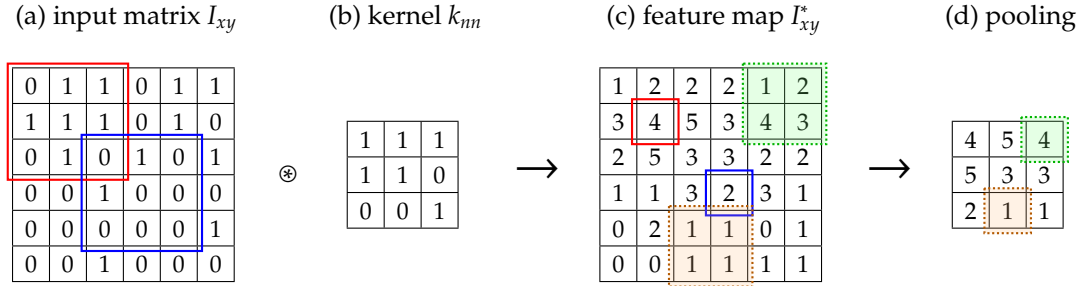 (a) input matrix I_xy (b) kernel k_nn (c) feature map I*_xy (d) pooling
0 1 1 0 1 1
1 1 1 0 1 0
0 1 0 1 0 1
0 0 1 0 0 0
0 0 0 0 0 1
0 0 1 0 0 0
⊛
1 1 1
1 1 0
0 0 1
→
1 2 2 2 1 2
3 4 5 3 4 3
2 5 3 3 2 2
1 1 3 2 3 1
0 2 1 1 0 1
0 0 1 1 1 1
→
4 5 4
5 3 3
2 1 1